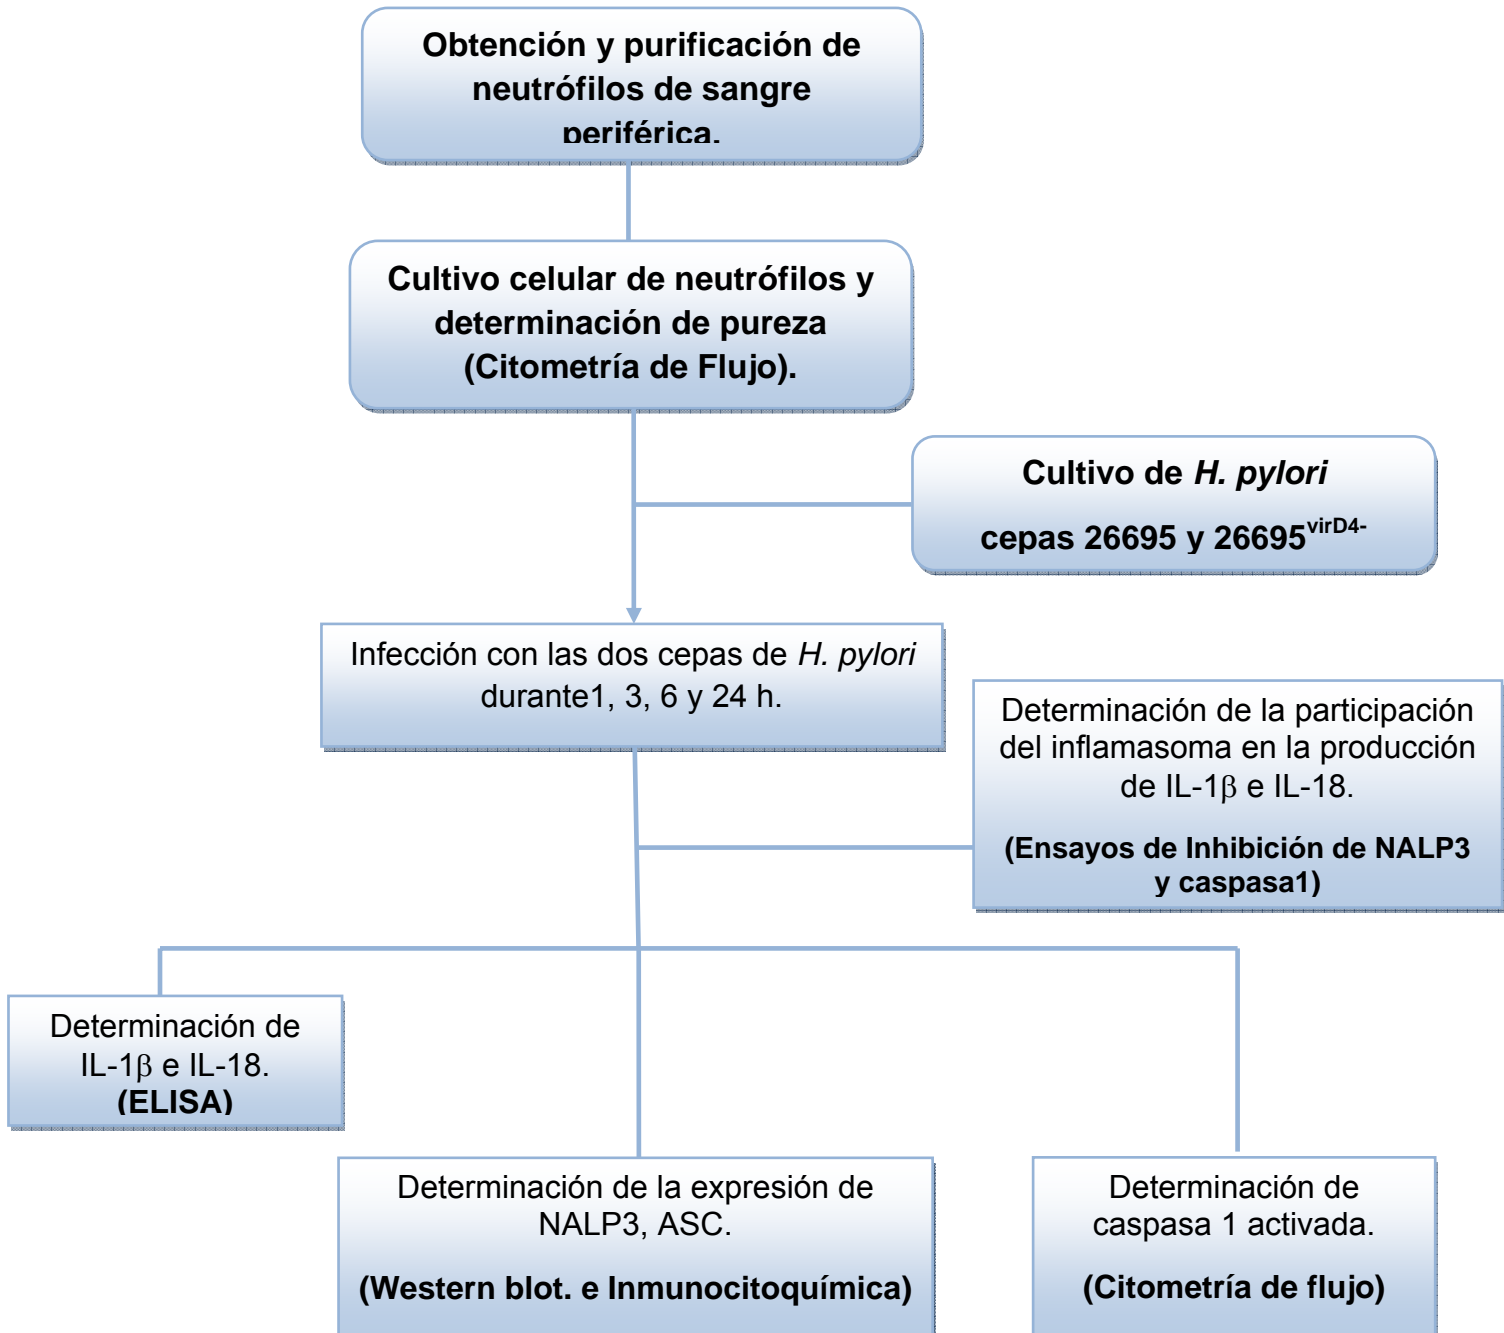 Obtención y purificación de
neutrófilos de sangre
periférica.
Cultivo celular de neutrófilos y
determinación de pureza
(Citometría de Flujo).
Cultivo de H. pylori
cepas 26695 y 26695virD4-
Infección con las dos cepas de H. pylori
durante1, 3, 6 y 24 h.
Determinación de la participación
del inflamasoma en la producción
de IL-1β e IL-18.
(Ensayos de Inhibición de NALP3
y caspasa1)
Determinación de
IL-1β e IL-18.
(ELISA)
Determinación de la expresión de
NALP3, ASC.
(Western blot. e Inmunocitoquímica)
Determinación de
caspasa 1 activada.
(Citometría de flujo)